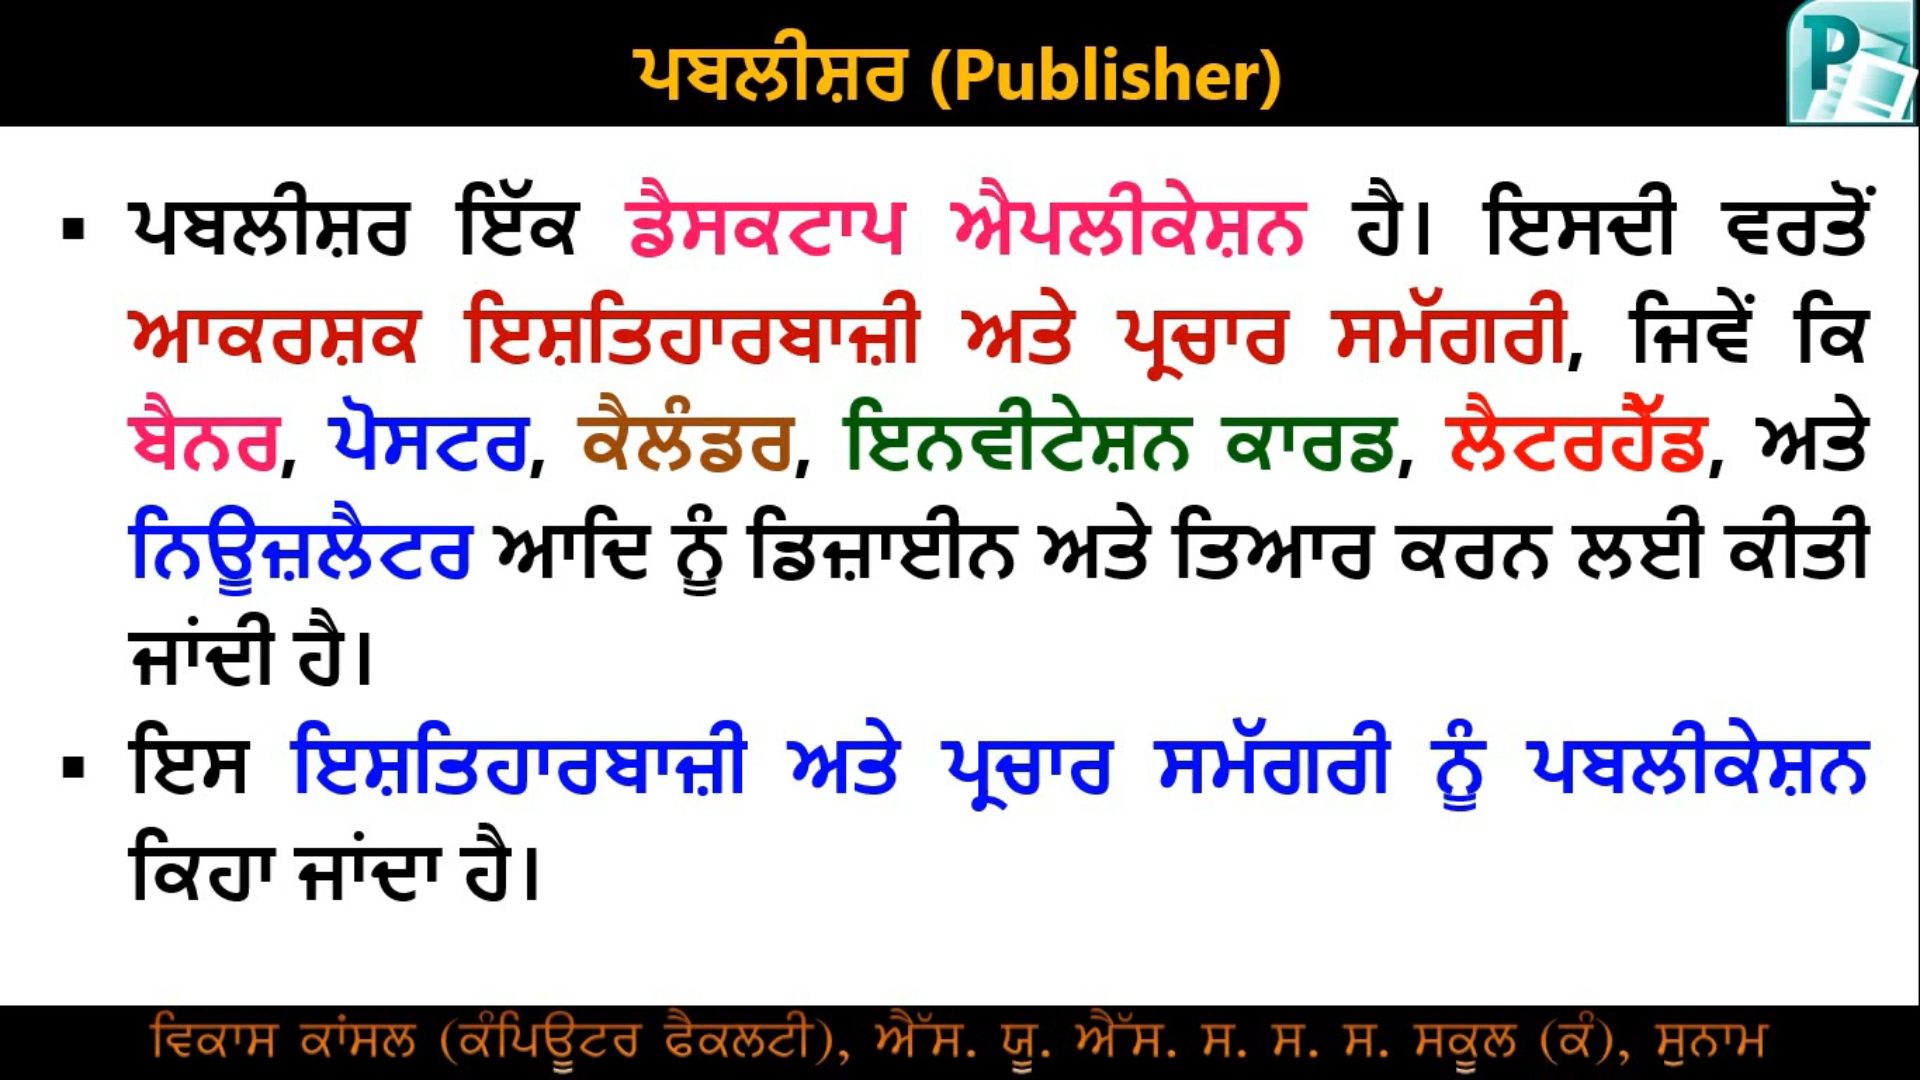 ਪਬਲੀਸ਼ਰ (Publisher)
P
▪ ਪਬਲੀਸ਼ਰ ਇੱਕ ਡੈਸਕਟਾਪ ਐਪਲੀਕੇਸ਼ਨ ਹੈ। ਇਸਦੀ ਵਰਤੋਂ
ਆਕਰਸ਼ਕ ਇਸ਼ਤਿਹਾਰਬਾਜ਼ੀ ਅਤੇ ਪ੍ਰਚਾਰ ਸਮੱਗਰੀ, ਜਿਵੇਂ ਕਿ
ਬੈਨਰ, ਪੋਸਟਰ, ਕੈਲੰਡਰ, ਇਨਵੀਟੇਸ਼ਨ ਕਾਰਡ, ਲੈਟਰਹੈੱਡ, ਅਤੇ
ਨਿਊਜ਼ਲੈਟਰ ਆਦਿ ਨੂੰ ਡਿਜ਼ਾਈਨ ਅਤੇ ਤਿਆਰ ਕਰਨ ਲਈ ਕੀਤੀ
ਜਾਂਦੀ ਹੈ।
▪ ਇਸ ਇਸ਼ਤਿਹਾਰਬਾਜ਼ੀ ਅਤੇ ਪ੍ਰਚਾਰ ਸਮੱਗਰੀ ਨੂੰ ਪਬਲੀਕੇਸ਼ਨ
ਕਿਹਾ ਜਾਂਦਾ ਹੈ।
ਵਿਕਾਸ ਕਾਂਸਲ (ਕੰਪਿਊਟਰ ਫੈਕਲਟੀ), ਐੱਸ. ਯੂ. ਐੱਸ. ਸ. ਸ. ਸ. ਸਕੂਲ (ਕੰ), ਸੁਨਾਮ